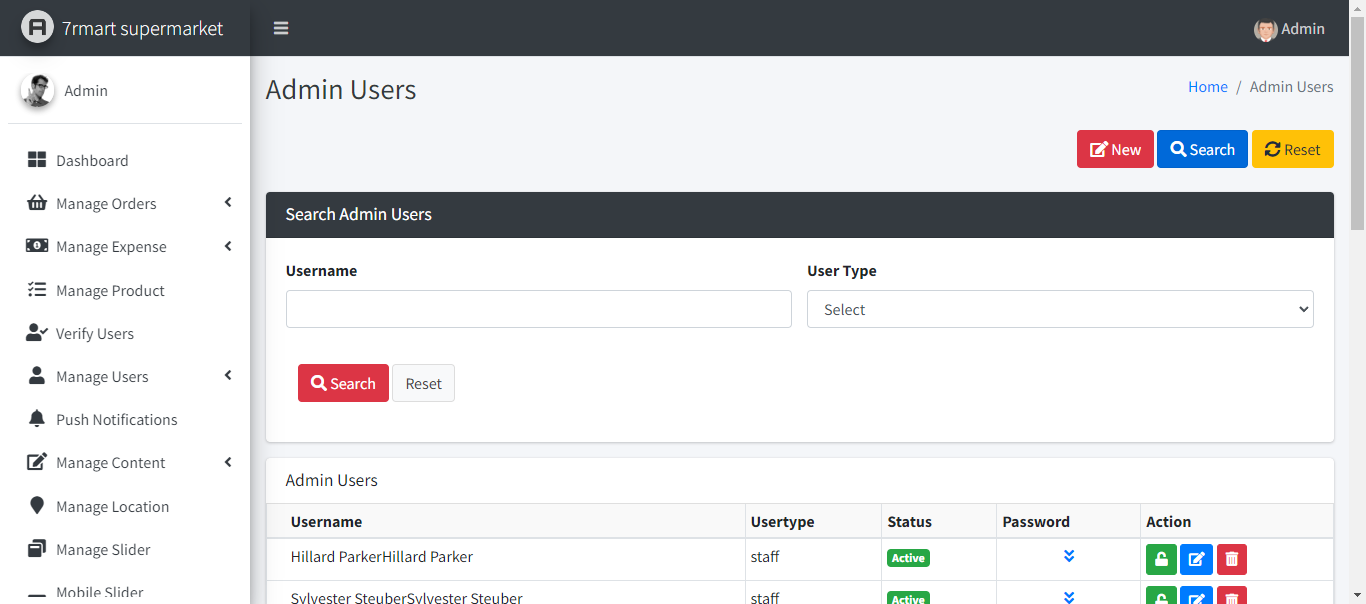 7rmart supermarket
Admin
Admin
Dashboard
Manage Orders
Manage Expense
Manage Product
Verify Users
Manage Users
Push Notifications
Manage Content
Manage Location
Manage Slider
Mobile Slider
Admin Users
Home / Admin Users
New Search Reset
Search Admin Users
Username User Type
Select
Search Reset
Admin Users
Username Usertype Status Password Action
Hillard ParkerHillard Parker staff Active
Sylvester SteuberSylvester Steuber staff Active